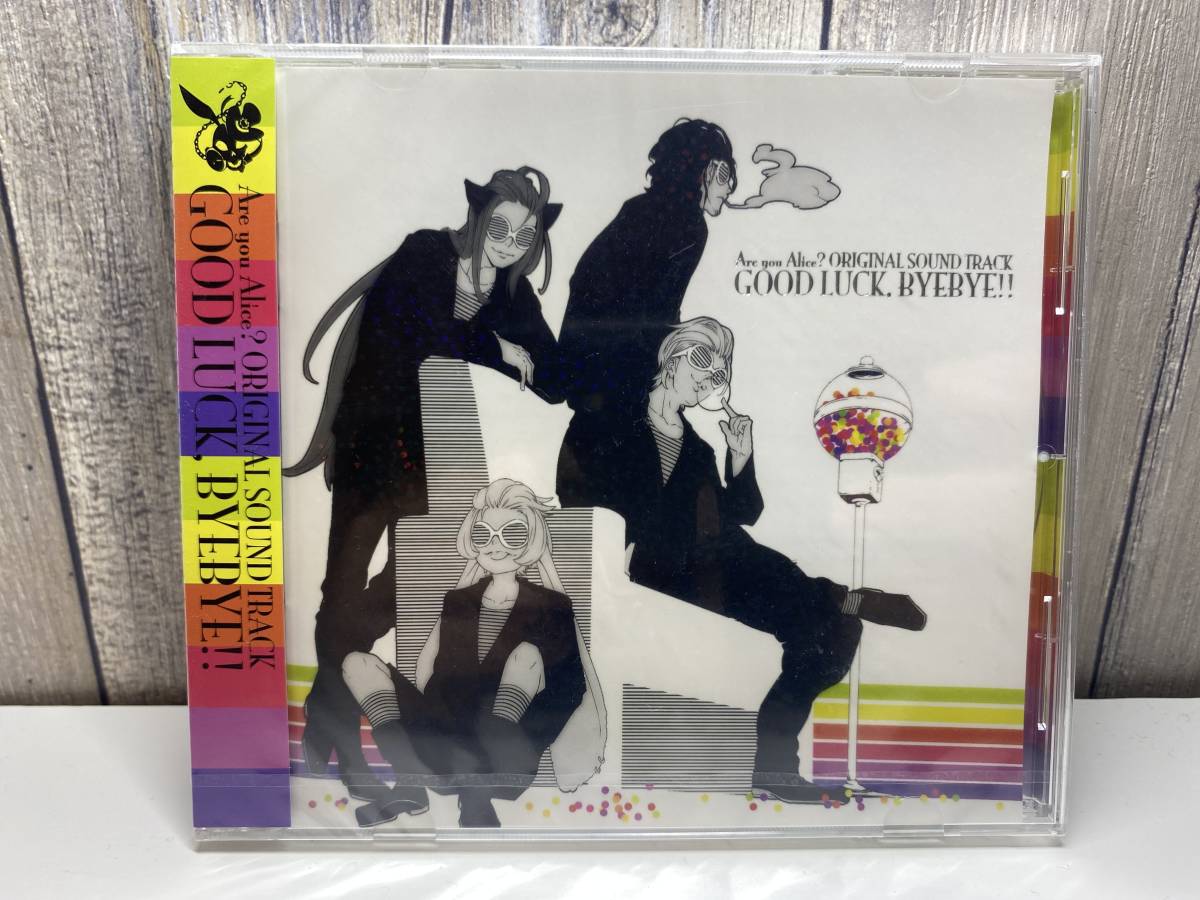 Are you Alice? ORIGINAL SOUND TRACK
GOOD LUCK, BYEBYE!!
Are you Alice? ORIGINAL SOUND TRACK
GOOD LUCK, BYEBYE!!